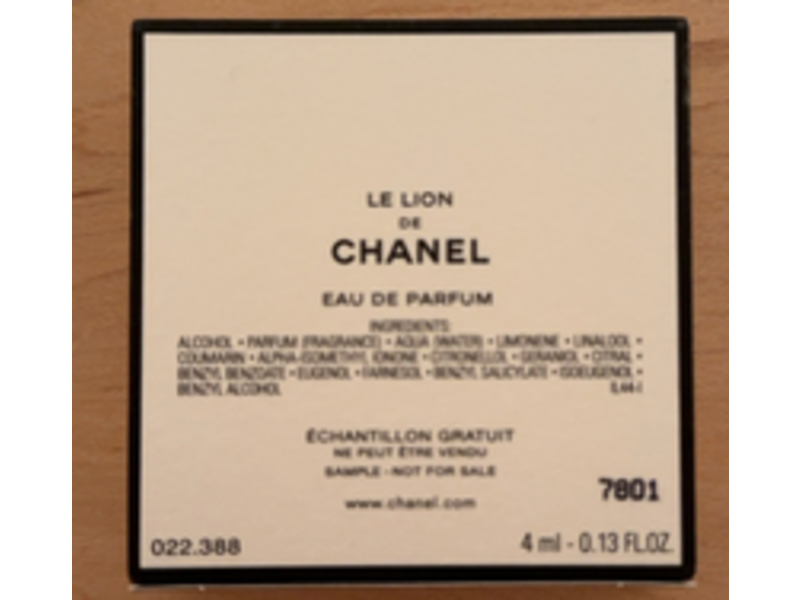 LE LION
DE
CHANEL
EAU DE PARFUM
INGREDIENTS:
ALCOHOL • PARFUM (FRAGRANCE) • AQUA (WATER) • LIMONENE • LINALOOL •
COUMARIN • ALPHA-ISOMETHYL IONONE • CITRONELLOL • GERANIOL • CITRAL •
BENZYL BENZOATE • EUGENOL • FARNESOL • BENZYL SALICYLATE • ISOEUGENOL •
BENZYL ALCOHOL
ÉCHANTILLON GRATUIT
NE PEUT ÊTRE VENDU
SAMPLE - NOT FOR SALE
7801
www.chanel.com
022.388 4 ml - 0.13 FL.OZ.